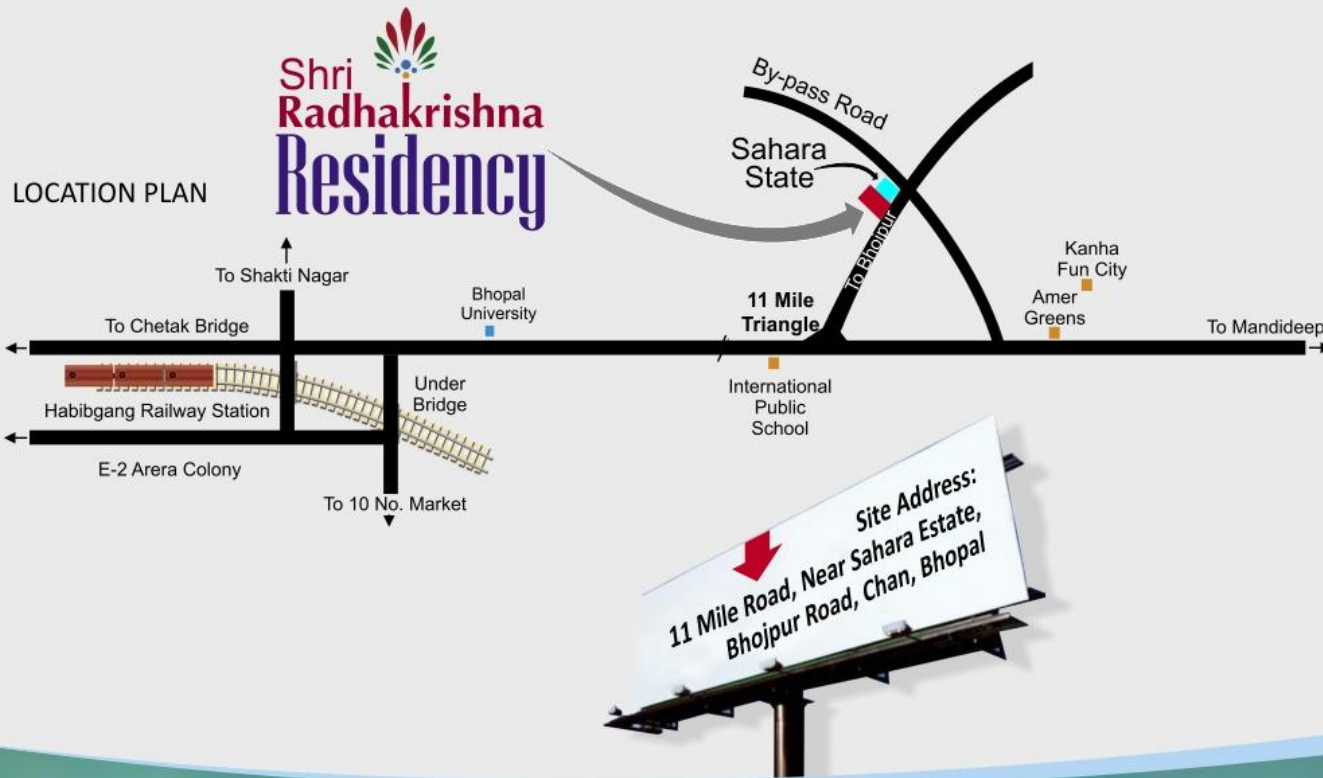 Shri
Radhakrishna
Residency
LOCATION PLAN
By-pass Road
Sahara
State
To Bhojpur
To Shakti Nagar
To Chetak Bridge
Bhopal
University
11 Mile
Triangle
Kanha
Fun City
Amer
Greens
To Mandideep
Habibgang Railway Station
Under
Bridge
International
Public
School
E-2 Arera Colony
To 10 No. Market
Site Address:
11 Mile Road, Near Sahara Estate,
Bhojpur Road, Chan, Bhopal